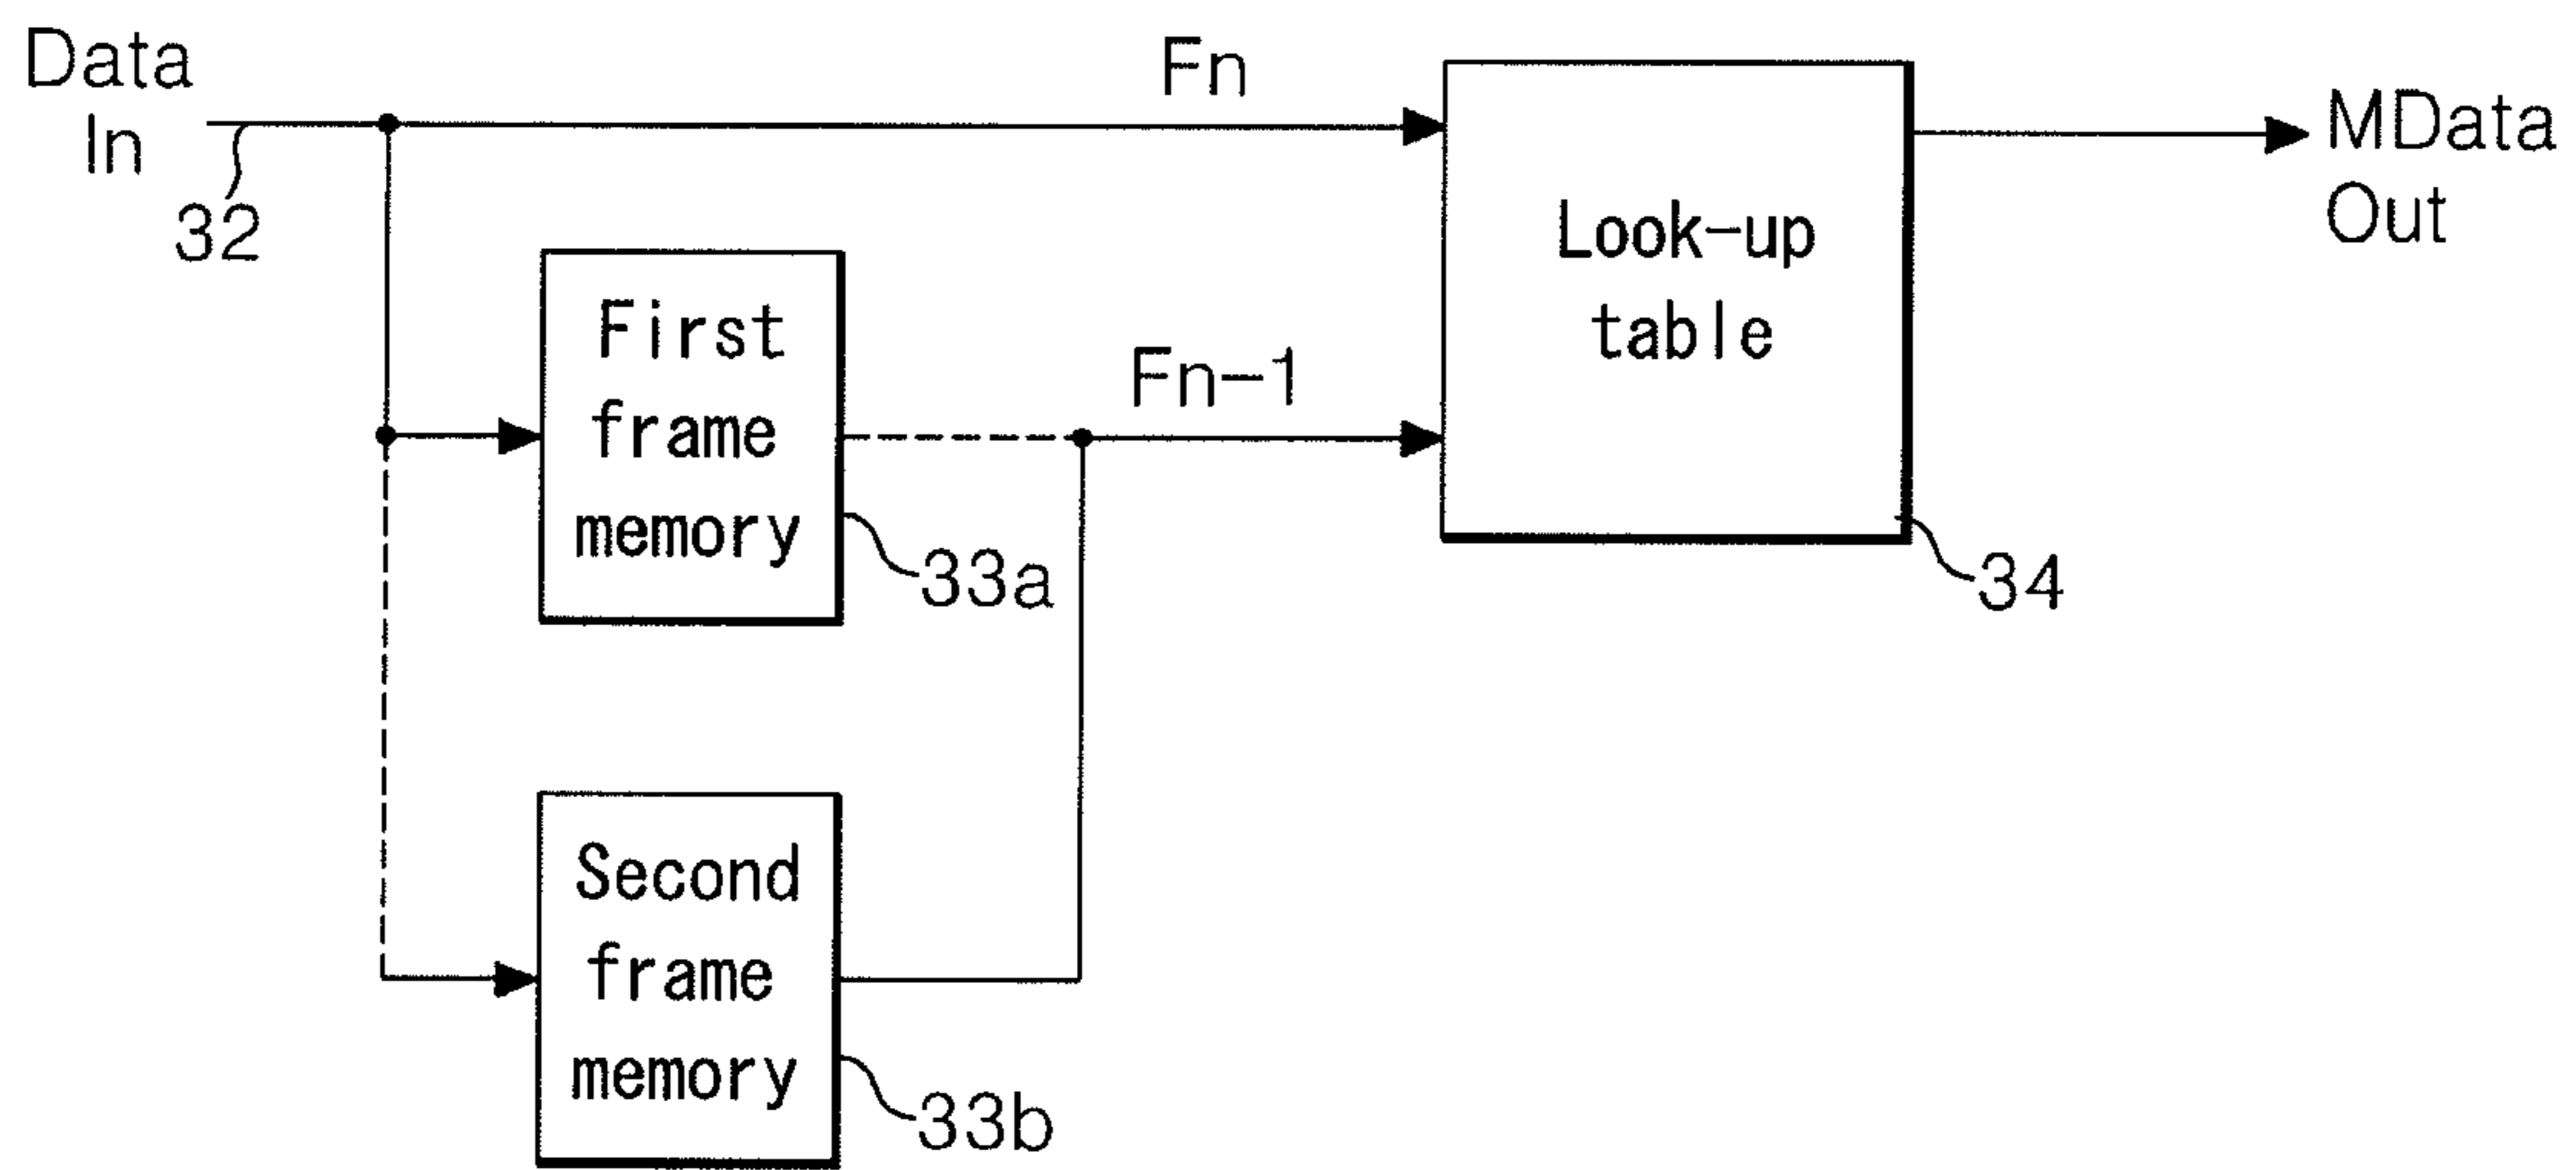 Data
In
32
Fn
Look-up
table
MData
Out
First
frame
memory
33a
Fn-1
34
Second
frame
memory
33b